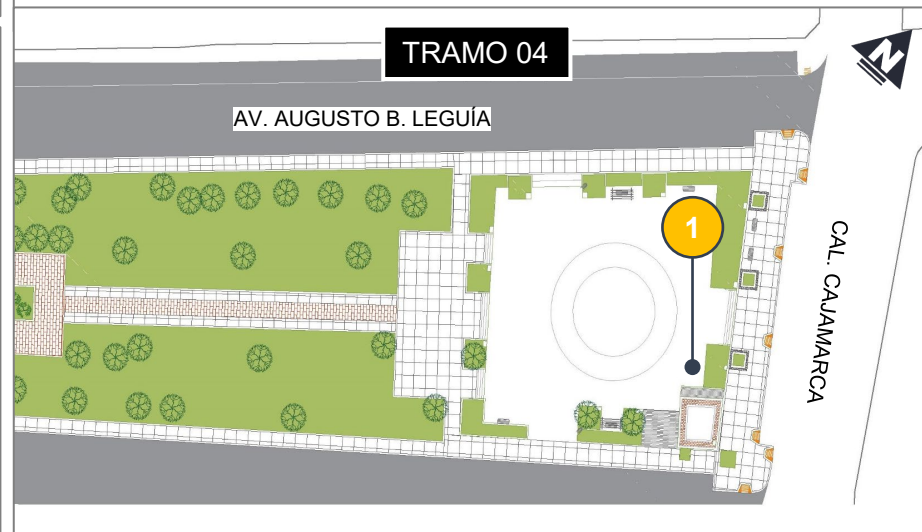 TRAMO 04
N
AV. AUGUSTO B. LEGUÍA
1
CAL. CAJAMARCA